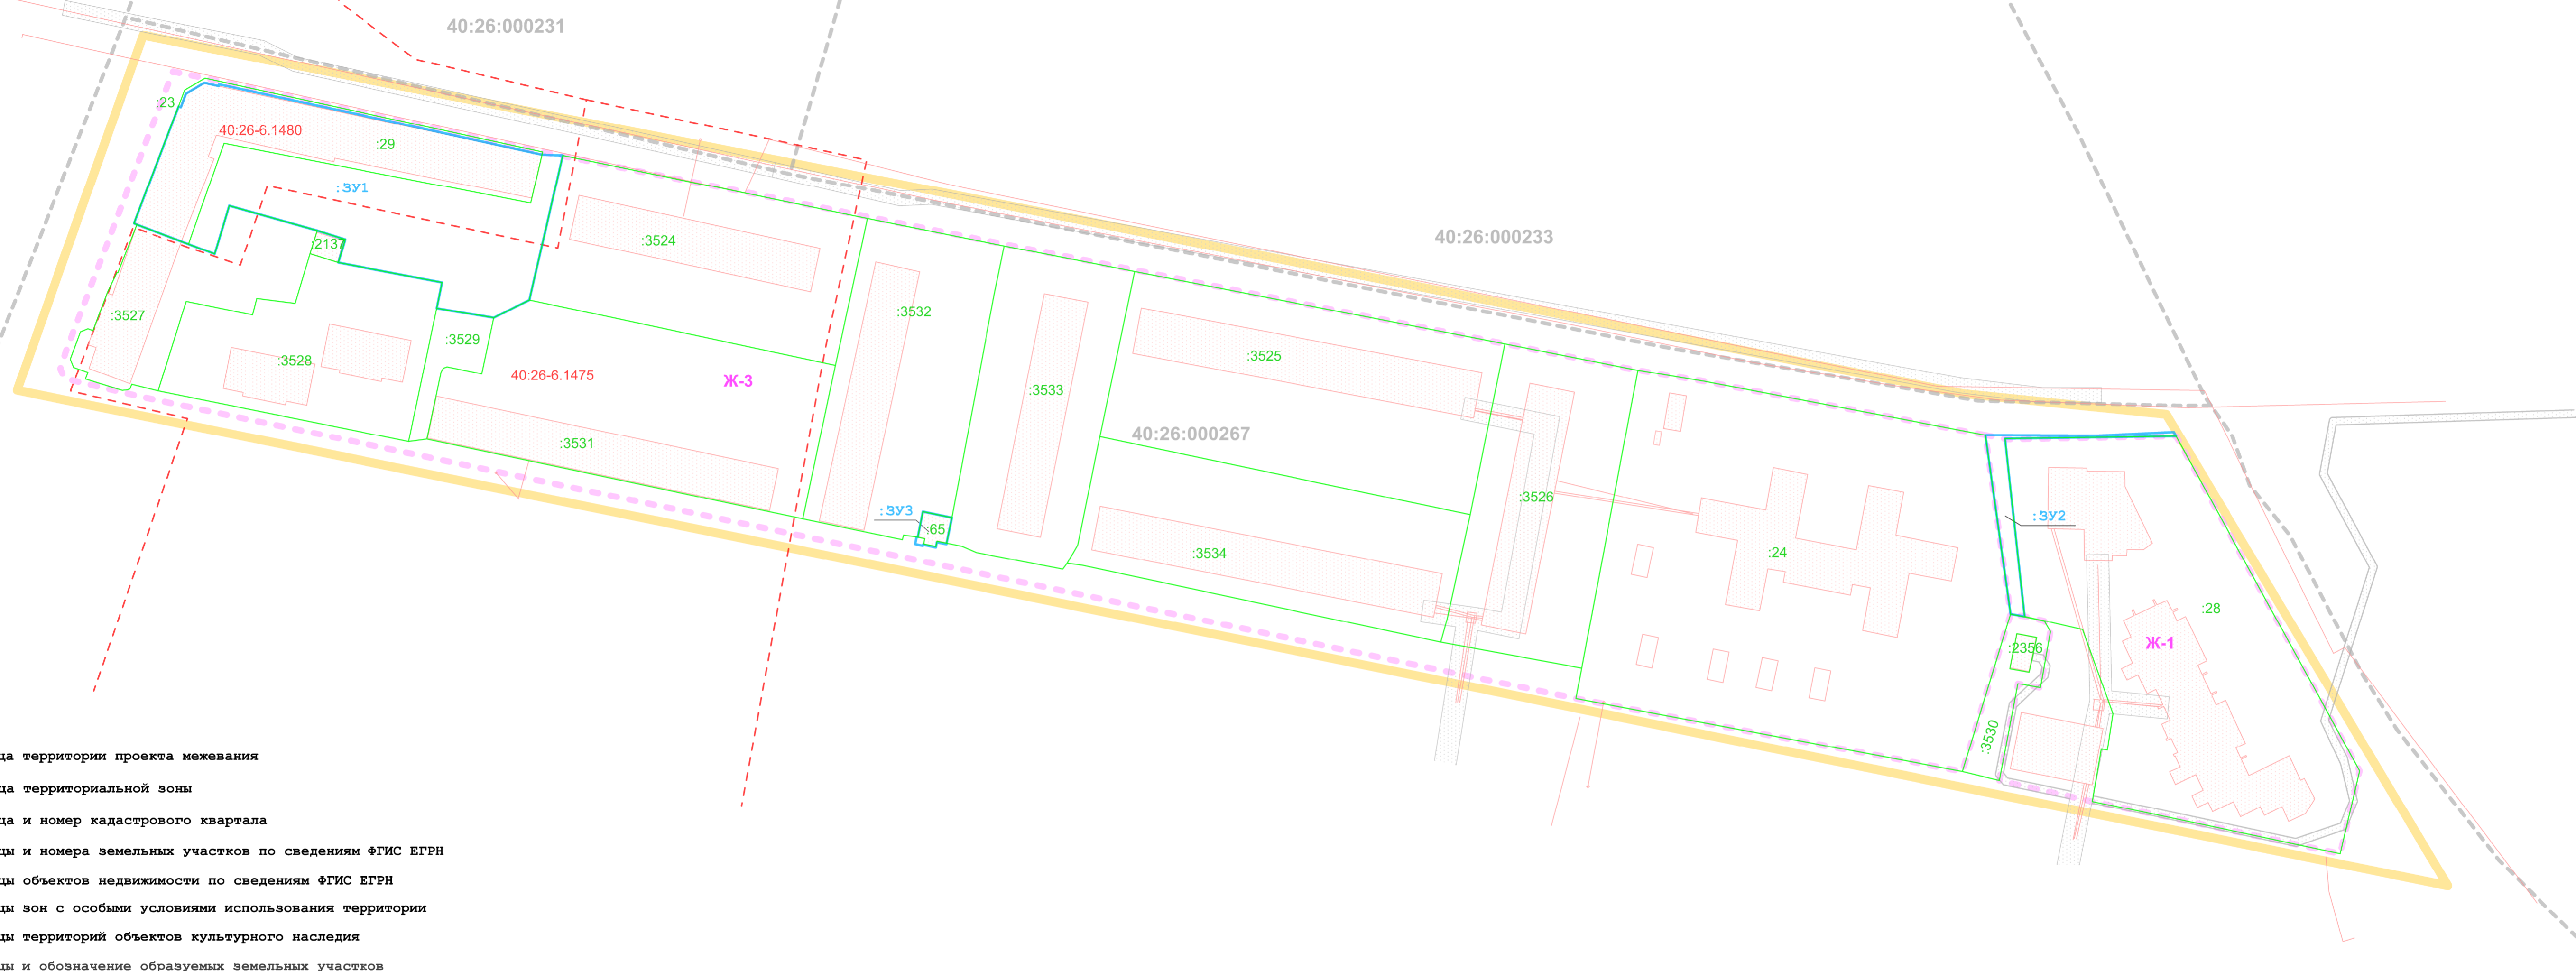 40:26:000231
:23
40:26-6.1480
:29
:ЗУ1
:2137
:3524
40:26:000233
:3527
:3528
:3529
40:26-6.1475
Ж-3
:3531
:3532
:3533
:3525
40:26:000267
:ЗУ3
:65
:3534
:3526
:24
:ЗУ2
:28
:2356
Ж-1
:3530
ца территории проекта межевания
ца территориальной зоны
ца и номер кадастрового квартала
цы и номера земельных участков по сведениям ФГИС ЕГРН
цы объектов недвижимости по сведениям ФГИС ЕГРН
цы зон с особыми условиями использования территории
цы территорий объектов культурного наследия
цы и обозначение образуемых земельных участков